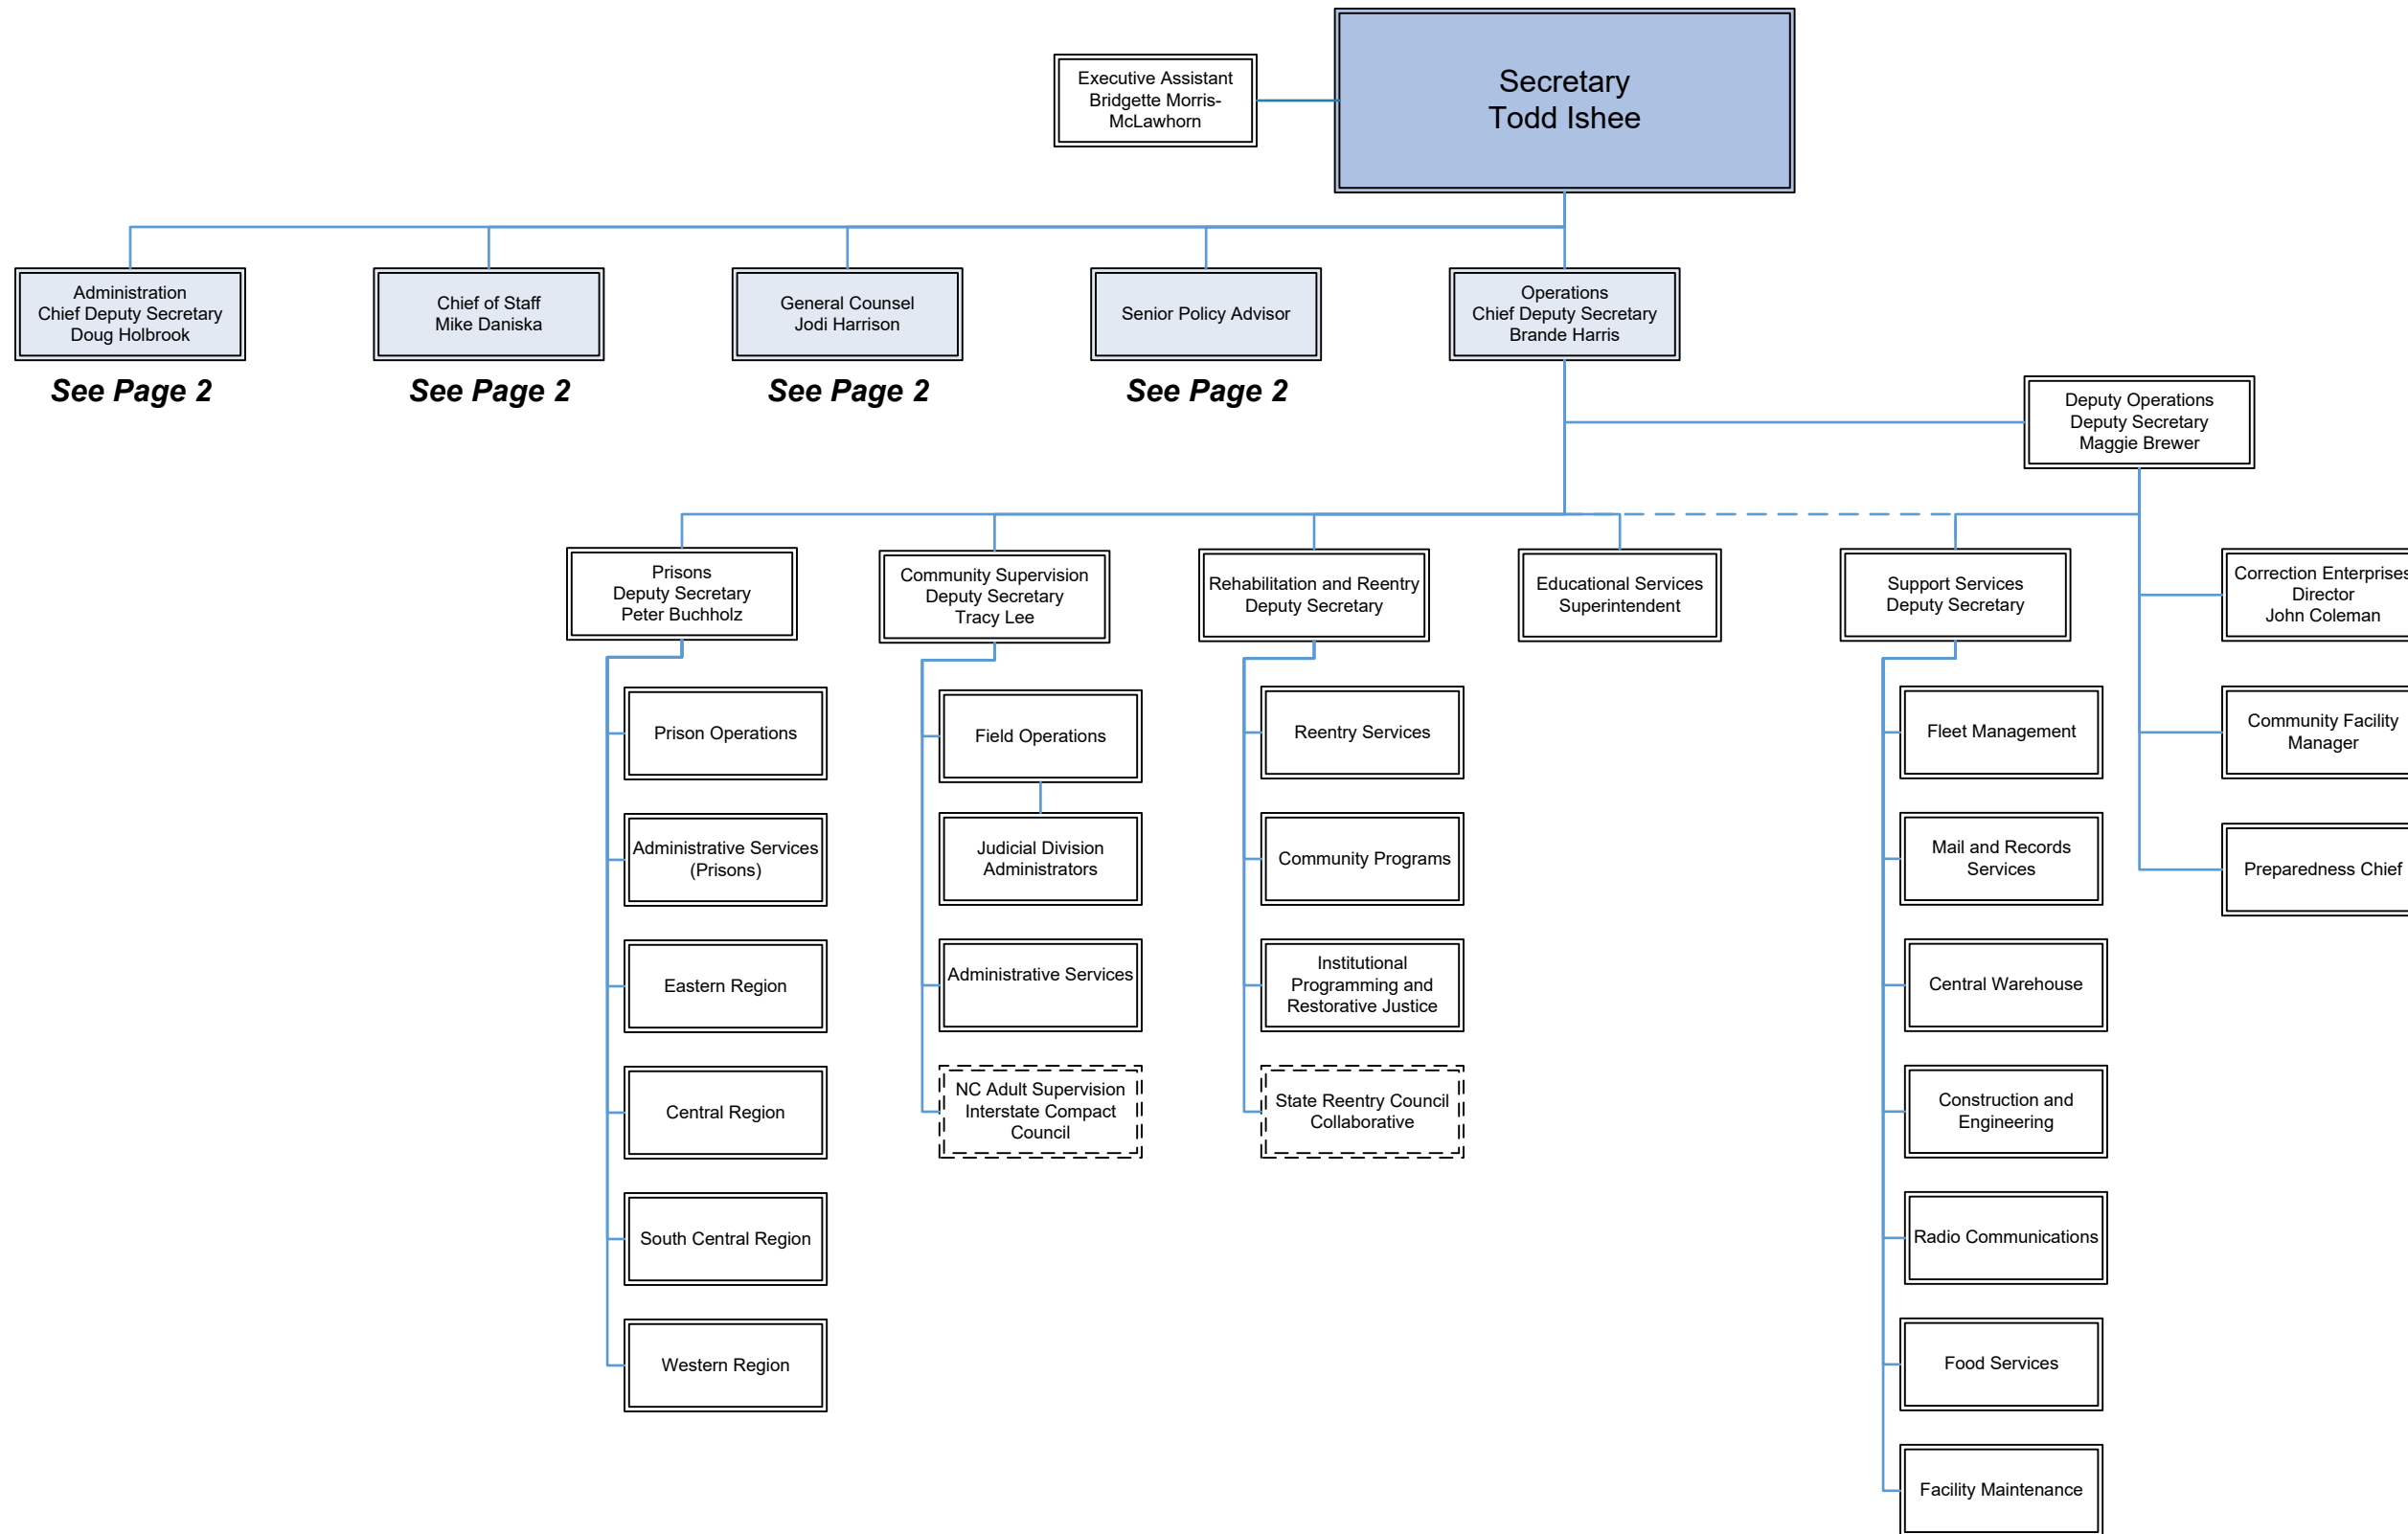 Secretary
Todd Ishee
Executive Assistant
Bridgette Morris-
McLawhorn
Administration
Chief Deputy Secretary
Doug Holbrook
See Page 2
Chief of Staff
Mike Daniska
See Page 2
General Counsel
Jodi Harrison
See Page 2
Senior Policy Advisor
See Page 2
Operations
Chief Deputy Secretary
Brande Harris
Deputy Operations
Deputy Secretary
Maggie Brewer
Prisons
Deputy Secretary
Peter Buchholz
Prison Operations
Administrative Services
(Prisons)
Eastern Region
Central Region
South Central Region
Western Region
Community Supervision
Deputy Secretary
Tracy Lee
Field Operations
Judicial Division
Administrators
Administrative Services
NC Adult Supervision
Interstate Compact
Council
Rehabilitation and Reentry
Deputy Secretary
Reentry Services
Community Programs
Institutional
Programming and
Restorative Justice
State Reentry Council
Collaborative
Educational Services
Superintendent
Support Services
Deputy Secretary
Fleet Management
Mail and Records
Services
Central Warehouse
Construction and
Engineering
Radio Communications
Food Services
Facility Maintenance
Correction Enterprises
Director
John Coleman
Community Facility
Manager
Preparedness Chief